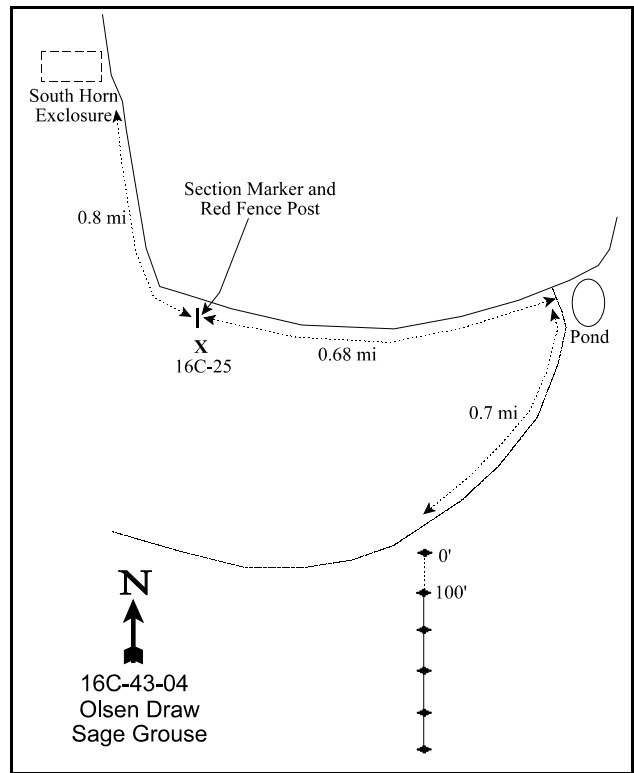 South Horn
Exclosure
Section Marker and
Red Fence Post
0.8 mi
X
16C-25
0.68 mi
Pond
0.7 mi
0'
100'
N
16C-43-04
Olsen Draw
Sage Grouse